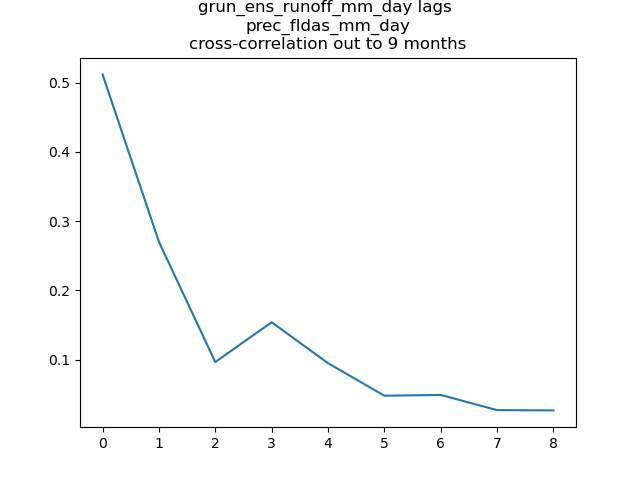 grun_ens_runoff_mm_day lags
prec_fldas_mm_day
cross-correlation out to 9 months
0.5
0.4
0.3
0.2
0.1
0 1 2 3 4 5 6 7 8